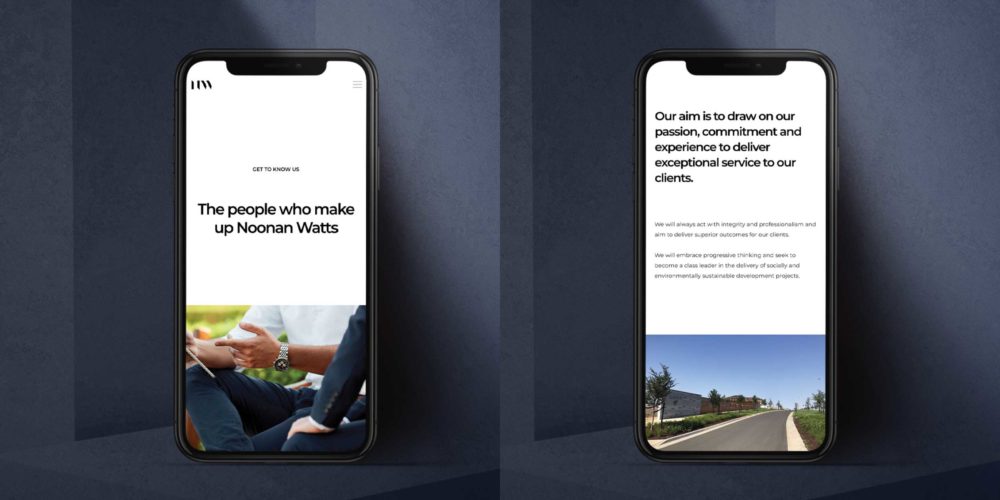 NW
GET TO KNOW US
The people who make
up Noonan Watts
Our aim is to draw on our
passion, commitment and
experience to deliver
exceptional service to our
clients.
We will always act with integrity and professionalism and
aim to deliver superior outcomes for our clients.
We will embrace progressive thinking and seek to
become a class leader in the delivery of socially and
environmentally sustainable development projects.